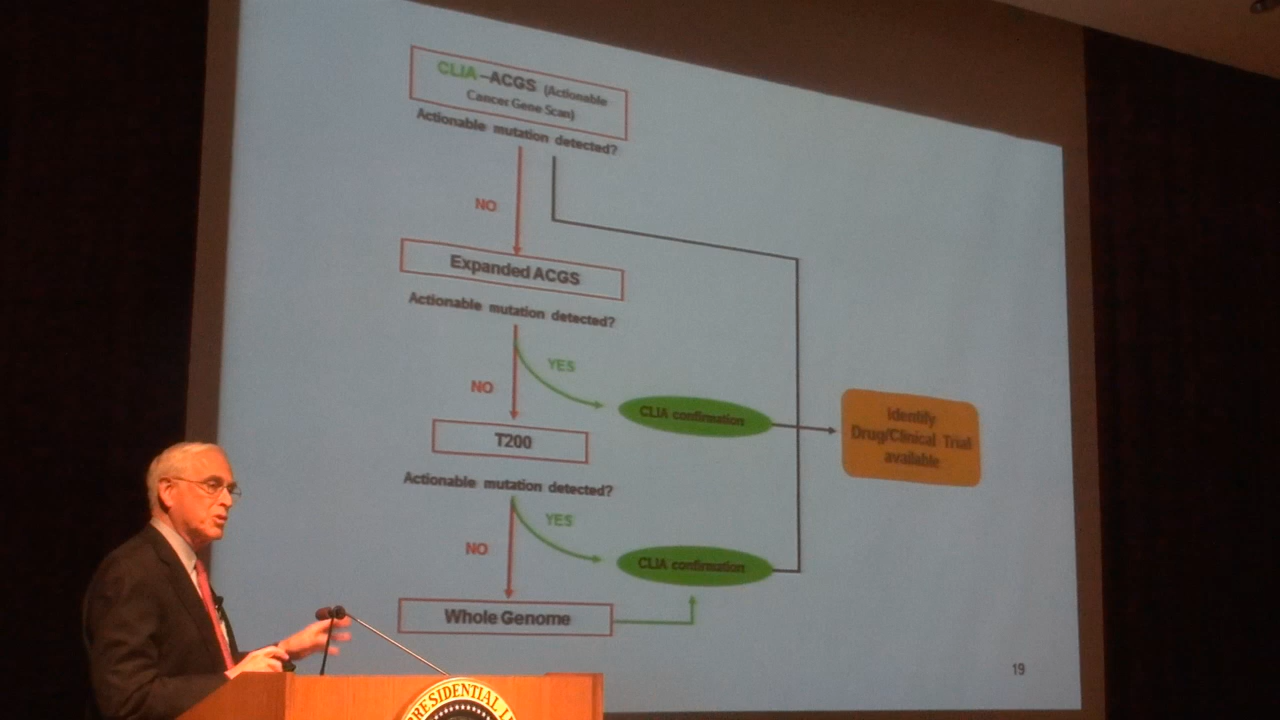 CLIA–ACGS (Actionable
Cancer Gene Scan)
Actionable mutation detected?
NO
Expanded ACGS
Actionable mutation detected?
YES
NO
CLIA confirmation
Identify
Drug/Clinical Trial
available
T200
Actionable mutation detected?
YES
NO
CLIA confirmation
Whole Genome
19
RESIDENTIAL L